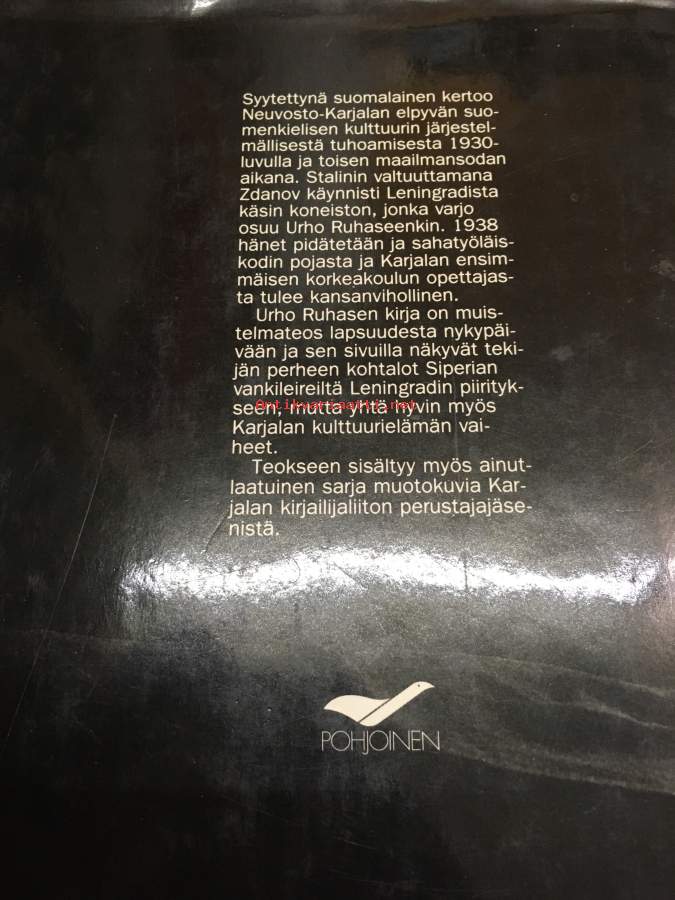 Syytettynä suomalainen kertoo
Neuvosto-Karjalan elpyvän suo-
menkielisen kulttuurin järjestel-
mällisestä tuhoamisesta 1930-
luvulla ja toisen maailmansodan
aikana. Stalinin valtuuttamana
Zdanov käynnisti Leningradista
käsin koneiston, jonka varjo
osuu Urho Ruhaseenkin. 1938
hänet pidätetään ja sahatyöläis-
kodin pojasta ja Karjalan ensim-
mäisen korkeakoulun opettajas-
ta tulee kansanvihollinen.
Urho Ruhasen kirja on muis-
telmateos lapsuudesta nykypäi-
vään ja sen sivuilla näkyvät teki-
jän perheen kohtalot Siperian
vankileireiltä Leningradin piirityk-
seen, mutta yhtä hyvin myös
Antikvariaatti.net
Karjalan kulttuurielämän vai-
heet.
Teokseen sisältyy myös ainut-
laatuinen sarja muotokuvia Kar-
jalan kirjailijaliiton perustajajäse-
nistä.
POHJOINEN